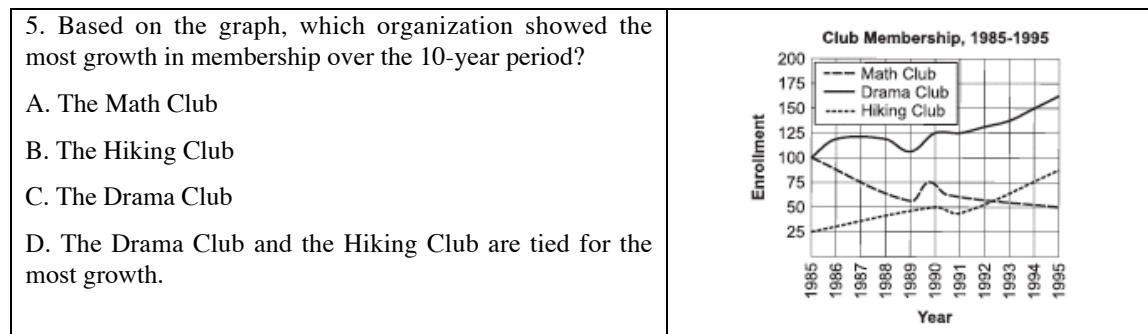 5. Based on the graph, which organization showed the
most growth in membership over the 10-year period?
A. The Math Club
B. The Hiking Club
C. The Drama Club
D. The Drama Club and the Hiking Club are tied for the
most growth.
Club Membership, 1985-1995
200
175
150
125
100
75
50
25
Math Club
Drama Club
Hiking Club
Enrollment
1985
1986
1987
1988
1989
1990
1991
1992
1993
1994
1995
Year